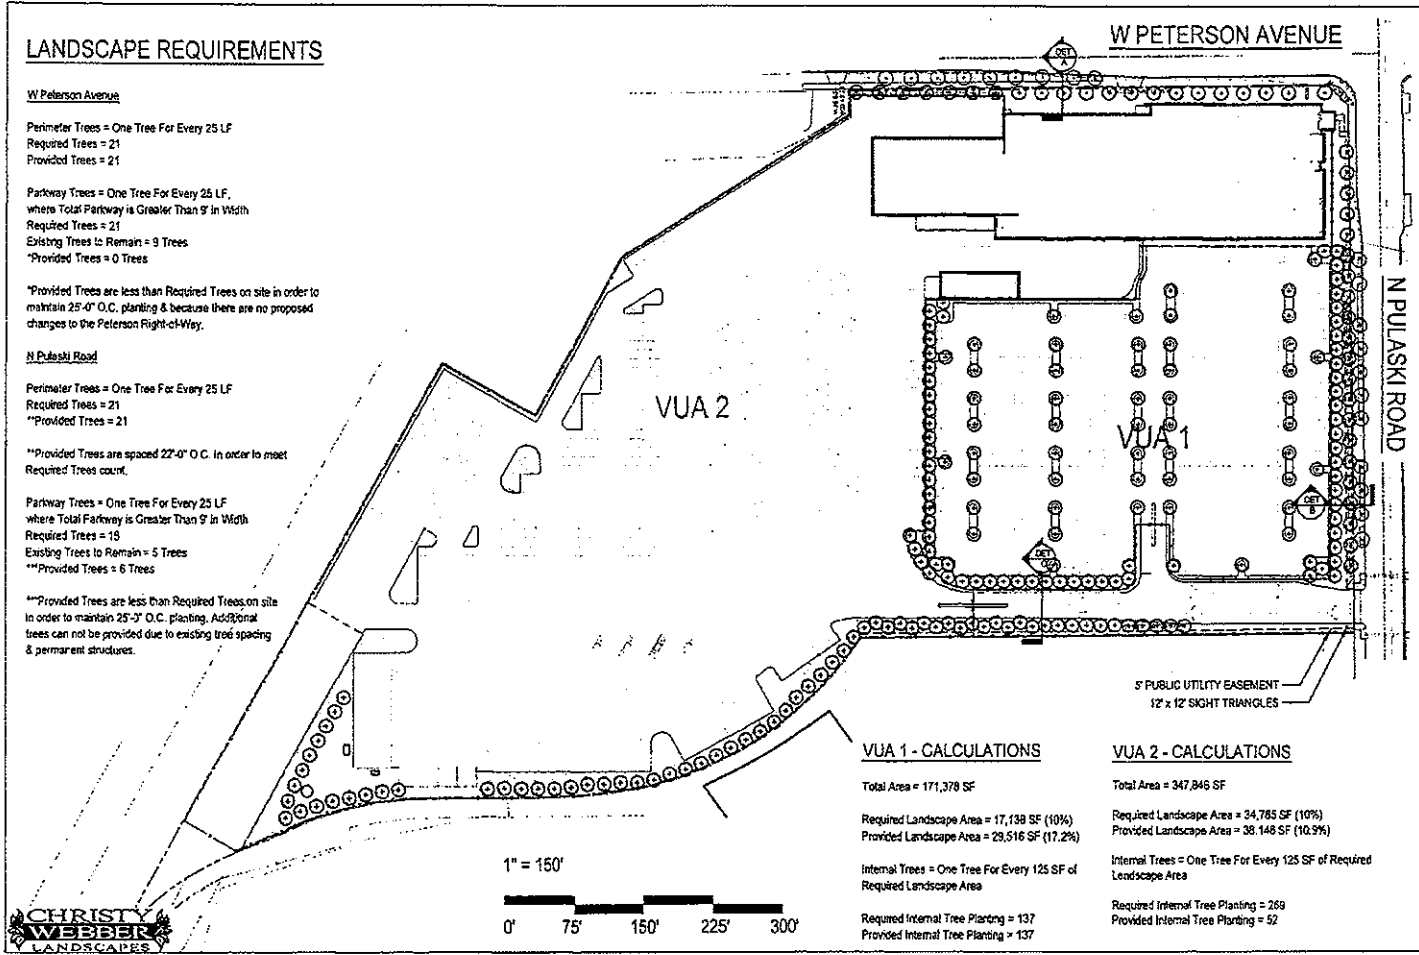 LANDSCAPE REQUIREMENTS
W Peterson Avenue
Perimeter Trees = One Tree For Every 25 LF
Required Trees = 21
Provided Trees = 21
Parkway Trees = One Tree For Every 25 LF,
where Total Parkway is Greater Than 9' in Width
Required Trees = 21
Existing Trees to Remain = 9 Trees
*Provided Trees = 0 Trees
*Provided Trees are less than Required Trees on site in order to
maintain 25'-0" O.C. planting & because there are no proposed
changes to the Peterson Right-of-Way.
N Pulaski Road
Perimeter Trees = One Tree For Every 25 LF
Required Trees = 21
**Provided Trees = 21
**Provided Trees are spaced 22'-0" O.C. in order to meet
Required Trees count.
Parkway Trees = One Tree For Every 25 LF
where Total Parkway is Greater Than 9' in Width
Required Trees =
Existing Trees to Remain = 5 Trees
***Provided Trees = 6 Trees
***Provided Trees are less than Required Trees on site
in order to maintain 25'-0" O.C. planting. Additional
trees can not be provided due to existing tree spacing
& permanent structures.
W PETERSON AVENUE
DET
A
N PULASKI ROAD
VUA 2
VUA 1
DET
B
DET
5' PUBLIC UTILITY EASEMENT
12' x 12' SIGHT TRIANGLES
VUA 1 - CALCULATIONS
Total Area = 171,378 SF
Required Landscape Area = 17,138 SF (10%)
Provided Landscape Area = 29,516 SF (17.2%)
Internal Trees = One Tree For Every 125 SF of
Required Landscape Area
Required Internal Tree Planting = 137
Provided Internal Tree Planting = 137
VUA 2 - CALCULATIONS
Total Area = 347,846 SF
Required Landscape Area = 34,785 SF (10%)
Provided Landscape Area = 38,148 SF (10.9%)
Internal Trees = One Tree For Every 125 SF of Required
Landscape Area
Required Internal Tree Planting = 269
Provided Internal Tree Planting = 52
1" = 150'
0' 75' 150' 225' 300'
CHRISTY
WEBBER
LANDSCAPES